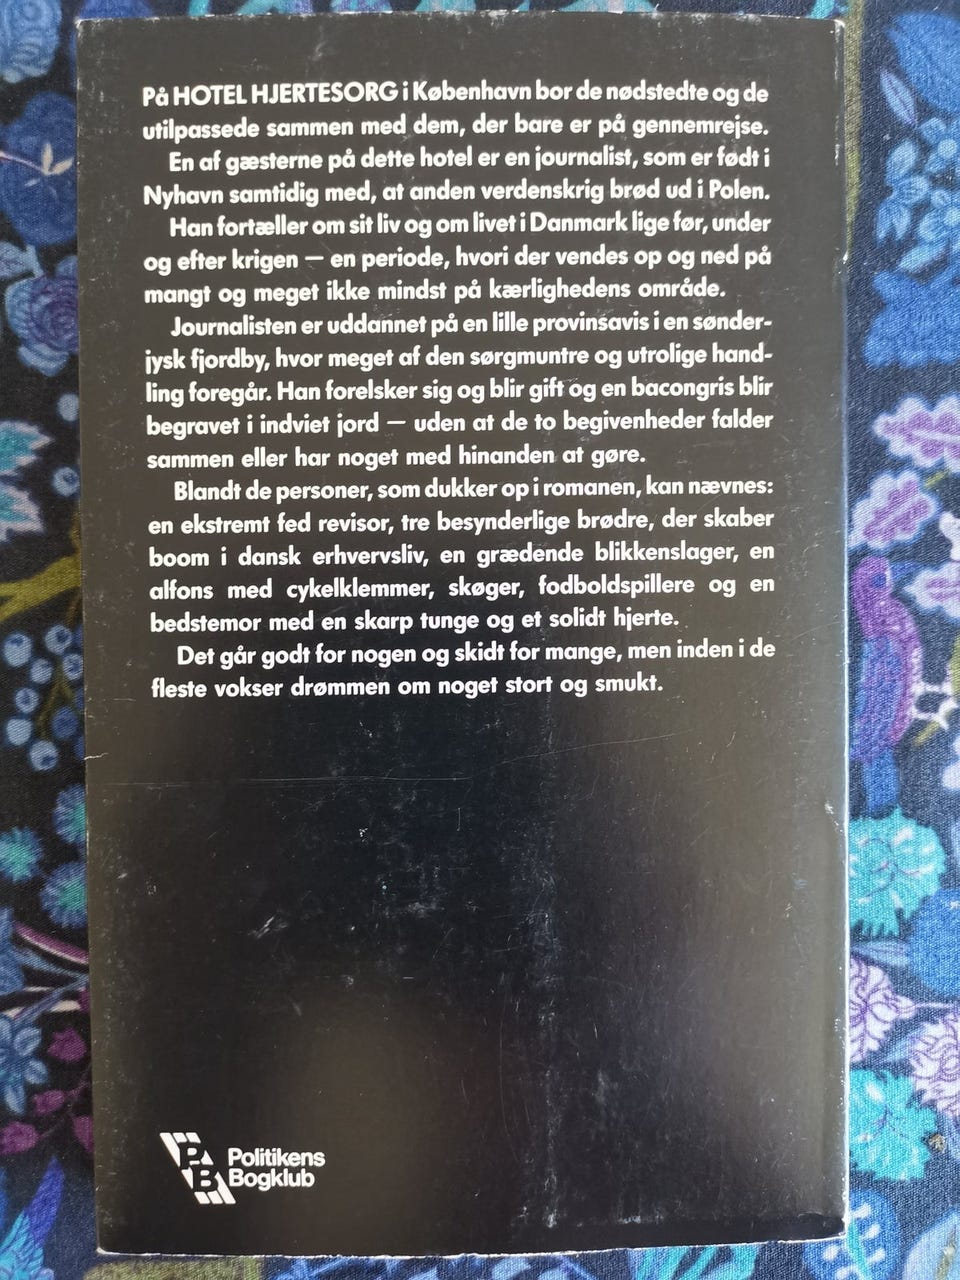 På HOTEL HJERTESORG i København bor de nødstedte og de
utilpassede sammen med dem, der bare er på gennemrejse.
En af gæsterne på dette hotel er en journalist, som er født i
Nyhavn samtidig med, at anden verdenskrig brød ud i Polen.
Han fortæller om sit liv og om livet i Danmark lige før, under
og efter krigen — en periode, hvori der vendes op og ned på
mangt og meget ikke mindst på kærlighedens område.
Journalisten er uddannet på en lille provinsavis i en sønder-
jysk fjordby, hvor meget af den sørgmuntre og utrolige hand-
ling foregår. Han forelsker sig og blir gift og en bacongris blir
begravet i indviet jord — uden at de to begivenheder falder
sammen eller har noget med hinanden at gøre.
Blandt de personer, som dukker op i romanen, kan nævnes:
en ekstremt fed revisor, tre besynderlige brødre, der skaber
boom i dansk erhvervsliv, en grædende blikkenslager, en
alfons med cykelklemmer, skøger, fodboldspillere og en
bedstemor med en skarp tunge og et solidt hjerte.
Det går godt for nogen og skidt for mange, men inden i de
fleste vokser drømmen om noget stort og smukt.
PB
Politikens
Bogklub